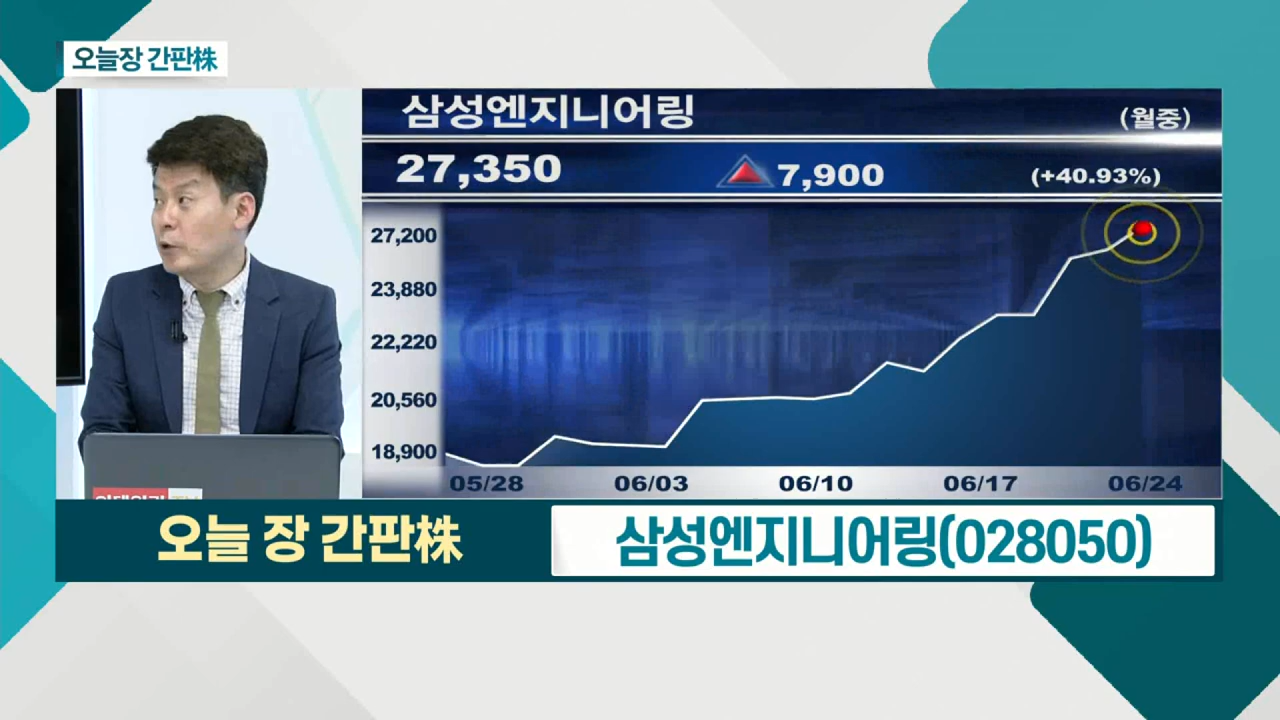 오늘장 간판株
삼성엔지니어링
(월중)
27,350
7,900
(+40.93%)
27,200
23,880
22,220
20,560
18,900
05/28
06/03
06/10
06/17
06/24
오늘 장 간판株
삼성엔지니어링(028050)